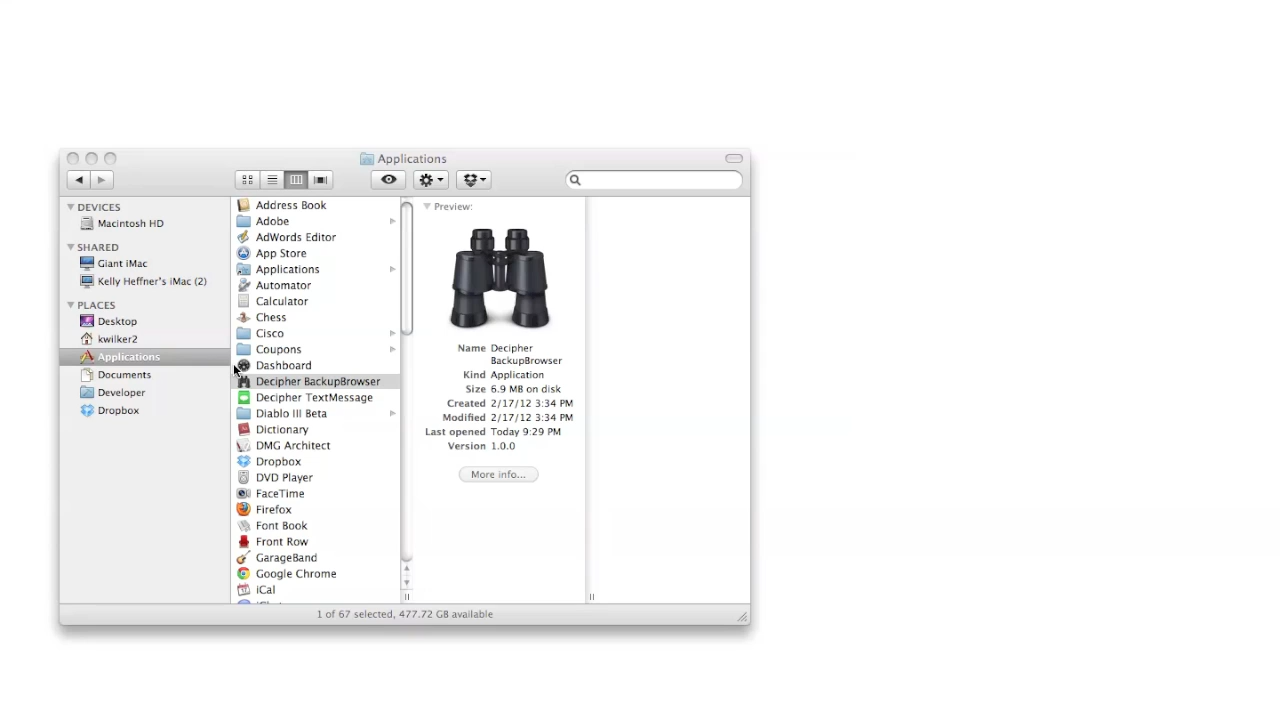 Applications
DEVICES
Macintosh HD
SHARED
Giant iMac
Kelly Heffner's iMac (2)
PLACES
Desktop
kwilker2
Applications
Documents
Developer
Dropbox
Address Book
Adobe
AdWords Editor
App Store
Applications
Automator
Calculator
Chess
Cisco
Coupons
Dashboard
Decipher BackupBrowser
Decipher TextMessage
Diablo III Beta
Dictionary
DMG Architect
Dropbox
DVD Player
FaceTime
Firefox
Font Book
Front Row
GarageBand
Google Chrome
iCal
Preview:
Name Decipher
BackupBrowser
Kind Application
Size 6.9 MB on disk
Created 2/17/12 3:34 PM
Modified 2/17/12 3:34 PM
Last opened Today 9:29 PM
Version 1.0.0
More info...
1 of 67 selected, 477.72 GB available